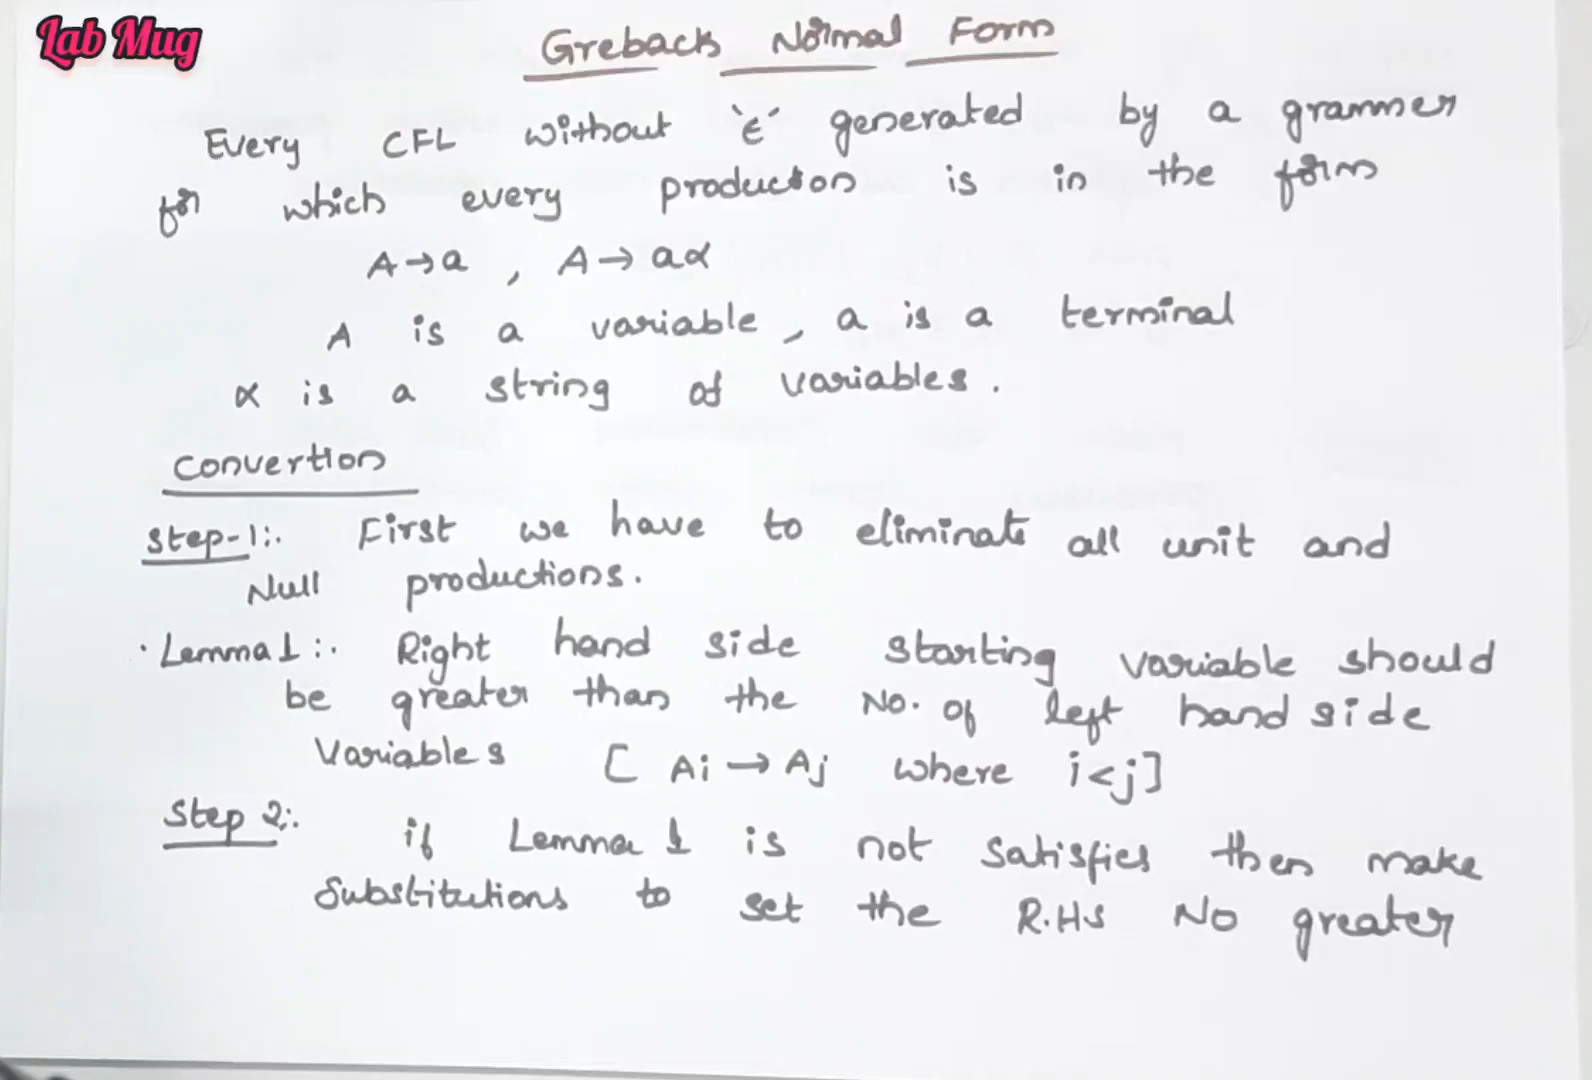 Lab Mug
Greback Normal Form
Every CFL without 'ε' generated by a grammer
for which every producton is in the form
A→a , A→aα
A is a variable, a is a terminal
α is a string of variables.
Convertion
Step-1:. First we have to eliminate all unit and
Null productions.
Lemma 1:. Right hand side starting variable should
be greater than the No. of left hand side
Variables [ Ai → Aj where i<j]
Step 2:.
if Lemma 1 is not satisfies then make
Substitutions to set the R.HS No greater